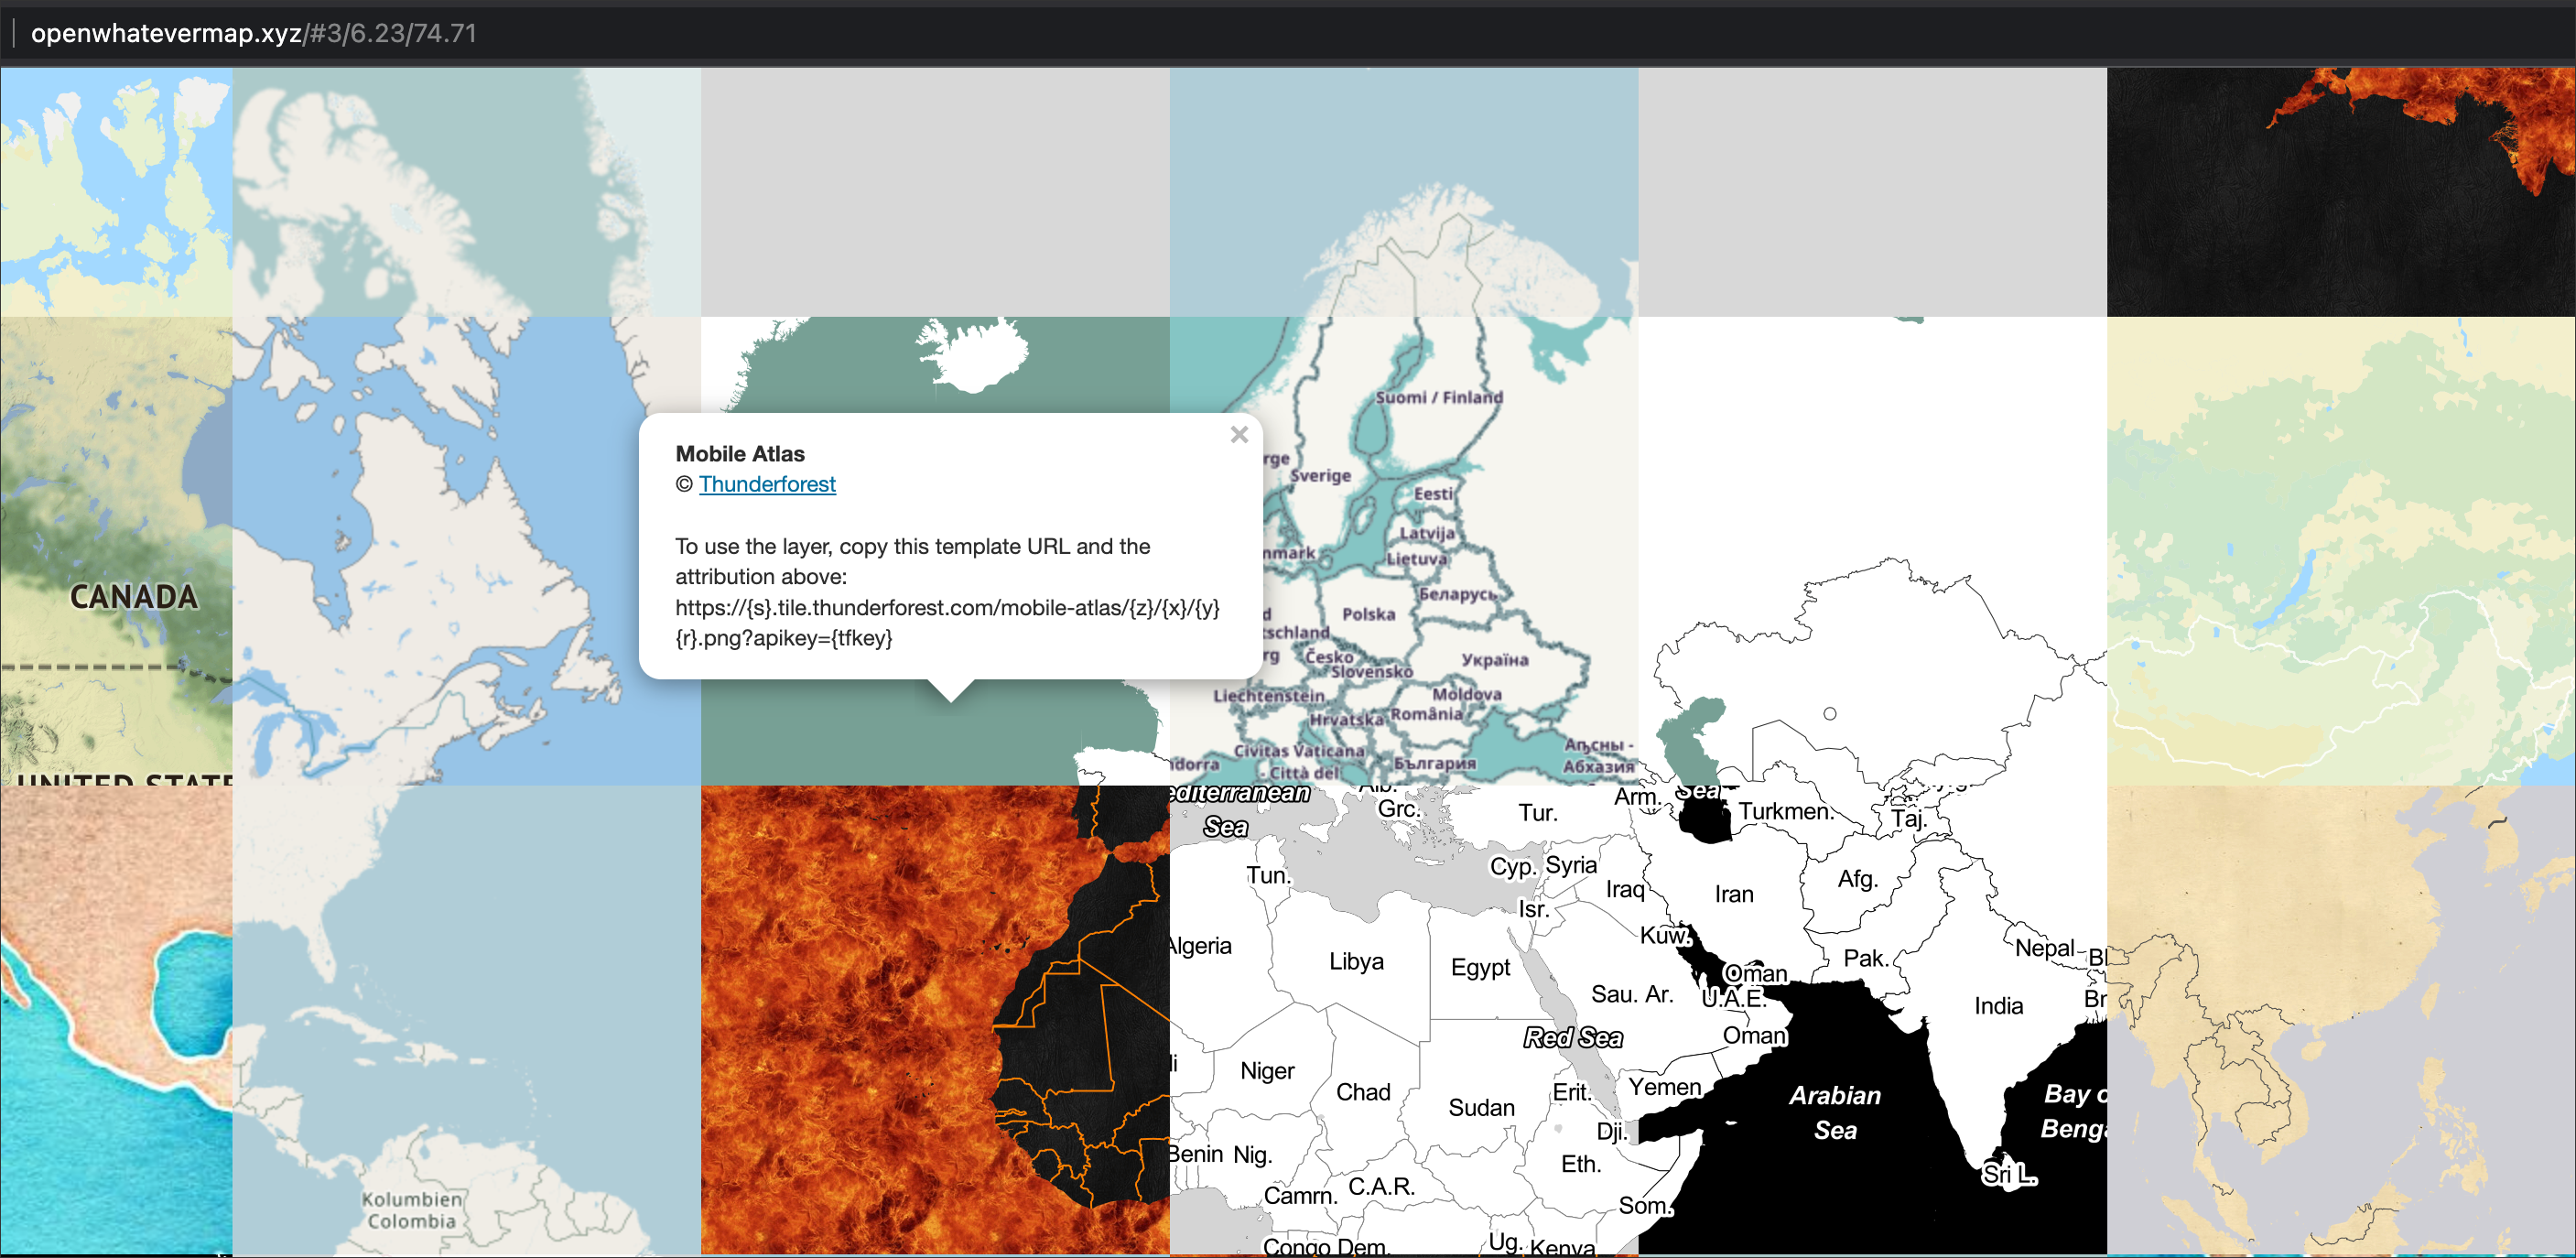 openwhatevermap.xyz/#3/6.23/74.71
Mobile Atlas
© Thunderforest
To use the layer, copy this template URL and the
attribution above:
https://{s}.tile.thunderforest.com/mobile-atlas/{z}/{x}/{y}
{r}.png?apikey={tfkey}
CANADA
UNITED STATE
Suomi / Finland
rge
Sverige
Eesti
Latvija
nmark
Lietuva
Беларусь
d
Polska
tschland
rg
Česko
Slovensko
Україна
Liechtenstein
Moldova
Hrvatska
România
Civitas Vaticana
- Città del
ndorra
България
Аҧсны -
Абхазия
editerranean
Sea
Alb.
Grc.
Tur.
Arm.
Sea
Turkmen.
Taj.
Tun.
Cyp.
Syria
Iraq
Iran
Afg.
Isr.
Kuw.
Algeria
Libya
Egypt
Pak.
Nepal
Oman
U.A.E.
Sau. Ar.
India
Br
Red Sea
Oman
Niger
Chad
Sudan
Erit.
Yemen
Arabian
Sea
Bay o
Benga
Dji.
Benin
Nig.
Eth.
Sri L.
Camrn.
C.A.R.
Som.
Kolumbien
Colombia
Congo
Dem.
Ug.
Kenya